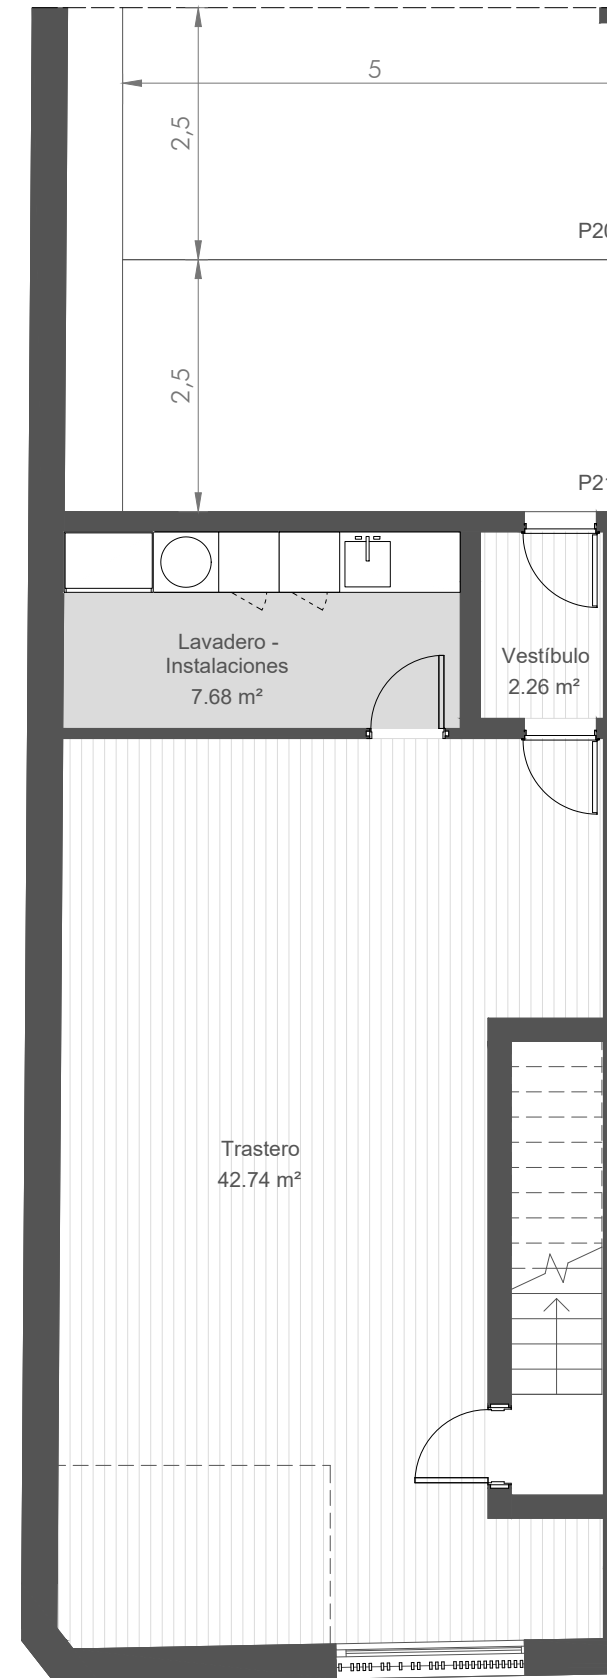 5
2,5
P20
2,5
P21
Lavadero -
Instalaciones
7.68 m²
Vestíbulo
2.26 m²
Trastero
42.74 m²